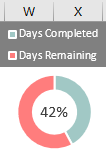 W X
Days Completed
Days Remaining
42%